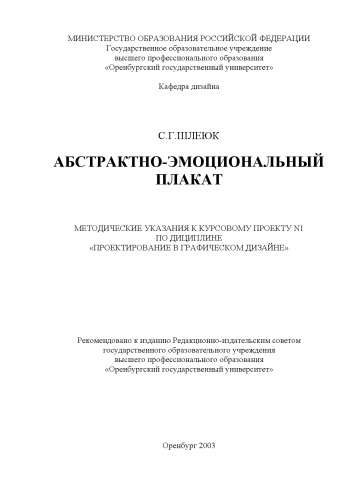 МИНИСТЕРСТВО ОБРАЗОВАНИЯ РОССИЙСКОЙ ФЕДЕРАЦИИ
Государственное образовательное учреждение
высшего профессионального образования
«Оренбургский государственный университет»
Кафедра дизайна
С.Г.ШЛЕЮК
АБСТРАКТНО-ЭМОЦИОНАЛЬНЫЙ
ПЛАКАТ
МЕТОДИЧЕСКИЕ УКАЗАНИЯ К КУРСОВОМУ ПРОЕКТУ N1
ПО ДИЦИПЛИНЕ
«ПРОЕКТИРОВАНИЕ В ГРАФИЧЕСКОМ ДИЗАЙНЕ»
Рекомендовано к изданию Редакционно-издательским советом
государственного образовательного учреждения
высшего профессионального образования
«Оренбургский государственный университет»
Оренбург 2003